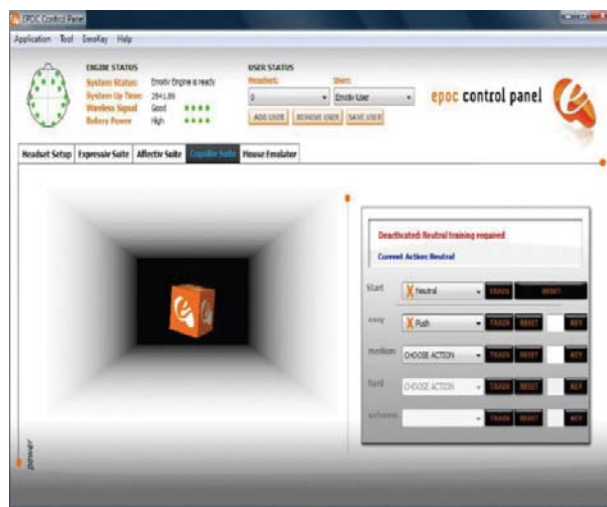 EPOC Control Panel
Application Tool EmoKey Help
ENGINE STATUS
System Status: Emotiv Engine is ready
System Up Time: 2841.86
Wireless Signal Good
Battery Power High
USER STATUS
Headset: User:
0 Emotiv User
ADD USER REMOVE USER SAVE USER
epoc control panel
Headset Setup Expressiv Suite Affectiv Suite Cognitiv Suite Mouse Emulator
Deactivated: Neutral training required
Current Action: Neutral
Start Neutral TRAIN RESET
easy Push TRAIN RESET KEY
medium CHOOSE ACTION TRAIN RESET KEY
hard CHOOSE ACTION TRAIN RESET KEY
extreme TRAIN RESET KEY
power